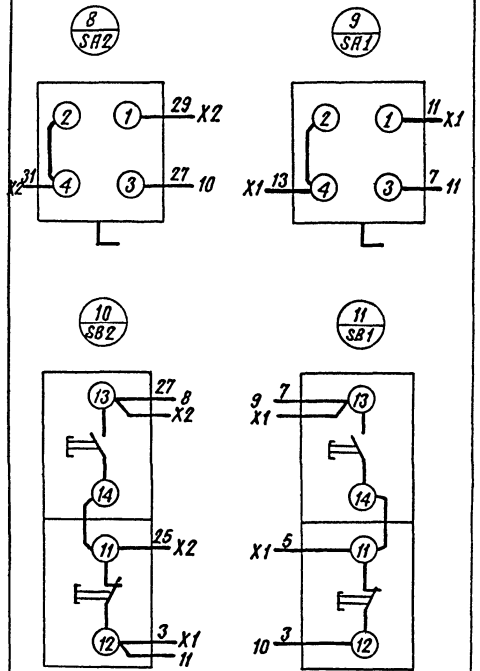 8
SA2
9
SA1
2 1 29 X2
31
X2 4 3 27 10
2 1 11 X1
X1 13 4 3 7 11
10
SB2
11
SB1
13 27 8
X2
14
11 25 X2
12 3 X1
11
9 7 13
X1
14
X1 5 11
10 3 12